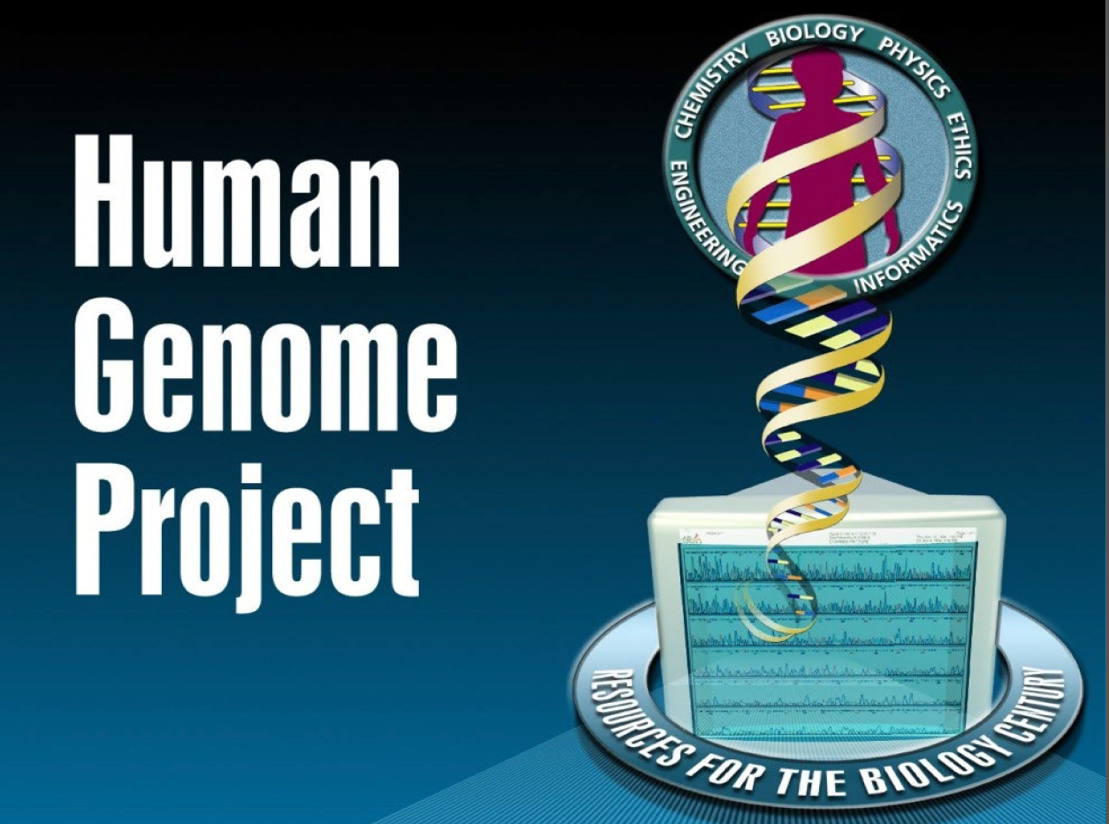 Human
Genome
Project
ENGINEERING CHEMISTRY BIOLOGY PHYSICS ETHICS INFORMATICS
RESOURCES FOR THE BIOLOGY CENTURY